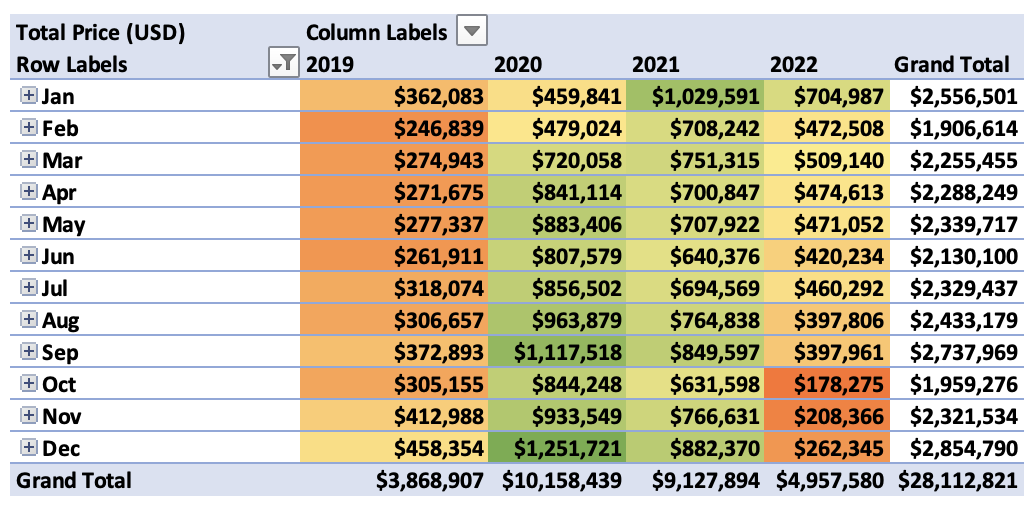 Total Price (USD) Column Labels
Row Labels 2019 2020 2021 2022 Grand Total
Jan $362,083 $459,841 $1,029,591 $704,987 $2,556,501
Feb $246,839 $479,024 $708,242 $472,508 $1,906,614
Mar $274,943 $720,058 $751,315 $509,140 $2,255,455
Apr $271,675 $841,114 $700,847 $474,613 $2,288,249
May $277,337 $883,406 $707,922 $471,052 $2,339,717
Jun $261,911 $807,579 $640,376 $420,234 $2,130,100
Jul $318,074 $856,502 $694,569 $460,292 $2,329,437
Aug $306,657 $963,879 $764,838 $397,806 $2,433,179
Sep $372,893 $1,117,518 $849,597 $397,961 $2,737,969
Oct $305,155 $844,248 $631,598 $178,275 $1,959,276
Nov $412,988 $933,549 $766,631 $208,366 $2,321,534
Dec $458,354 $1,251,721 $882,370 $262,345 $2,854,790
Grand Total $3,868,907 $10,158,439 $9,127,894 $4,957,580 $28,112,821